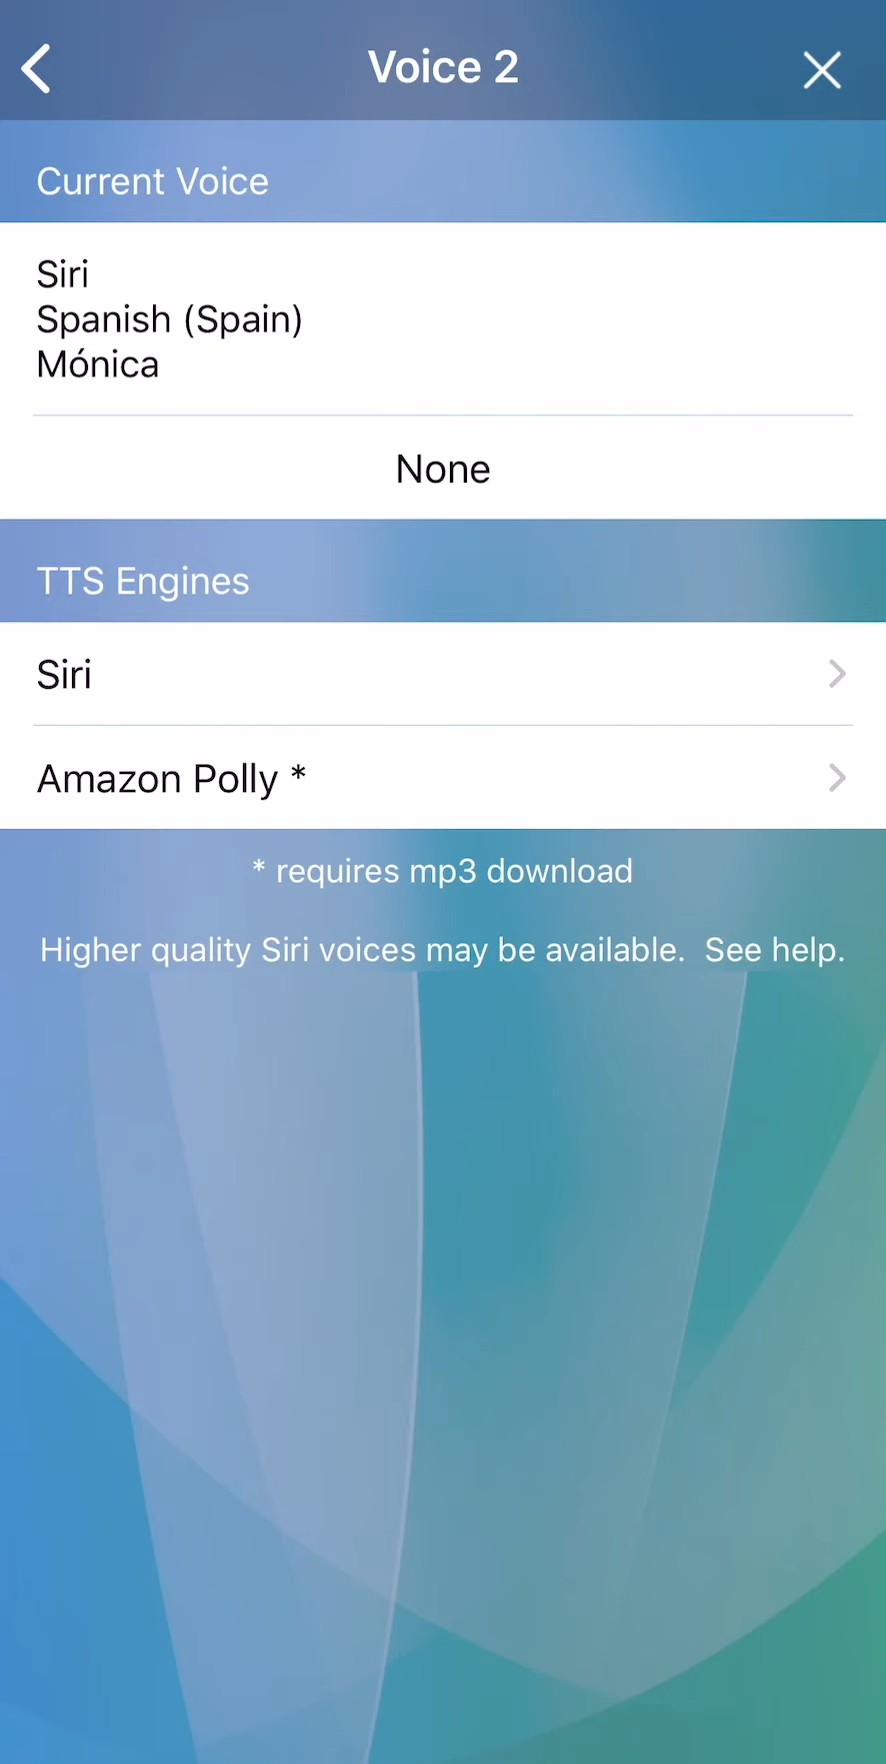 Voice 2
Current Voice
Siri
Spanish (Spain)
Mónica
None
TTS Engines
Siri
Amazon Polly *
* requires mp3 download
Higher quality Siri voices may be available.  See help.